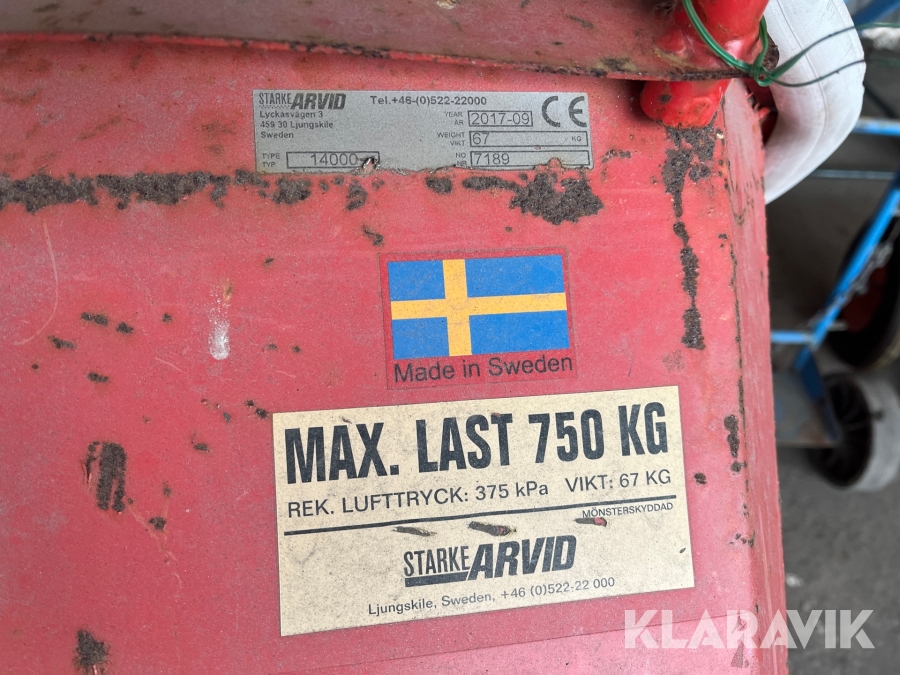 STARKE ARVID
Tel.+46-(0)522-22000
Lyckasvägen 3
459 30 Ljungskile
Sweden
YEAR
ÅR
2017-09
CE
WEIGHT
VIKT
67
KG
TYPE
TYP
14000
NO
NR
7189
Made in Sweden
MAX. LAST 750 KG
REK. LUFTTRYCK: 375 kPa VIKT: 67 KG
MÖNSTERSKYDDAD
STARKE ARVID
Ljungskile, Sweden, +46 (0)522-22 000
KLARAVIK